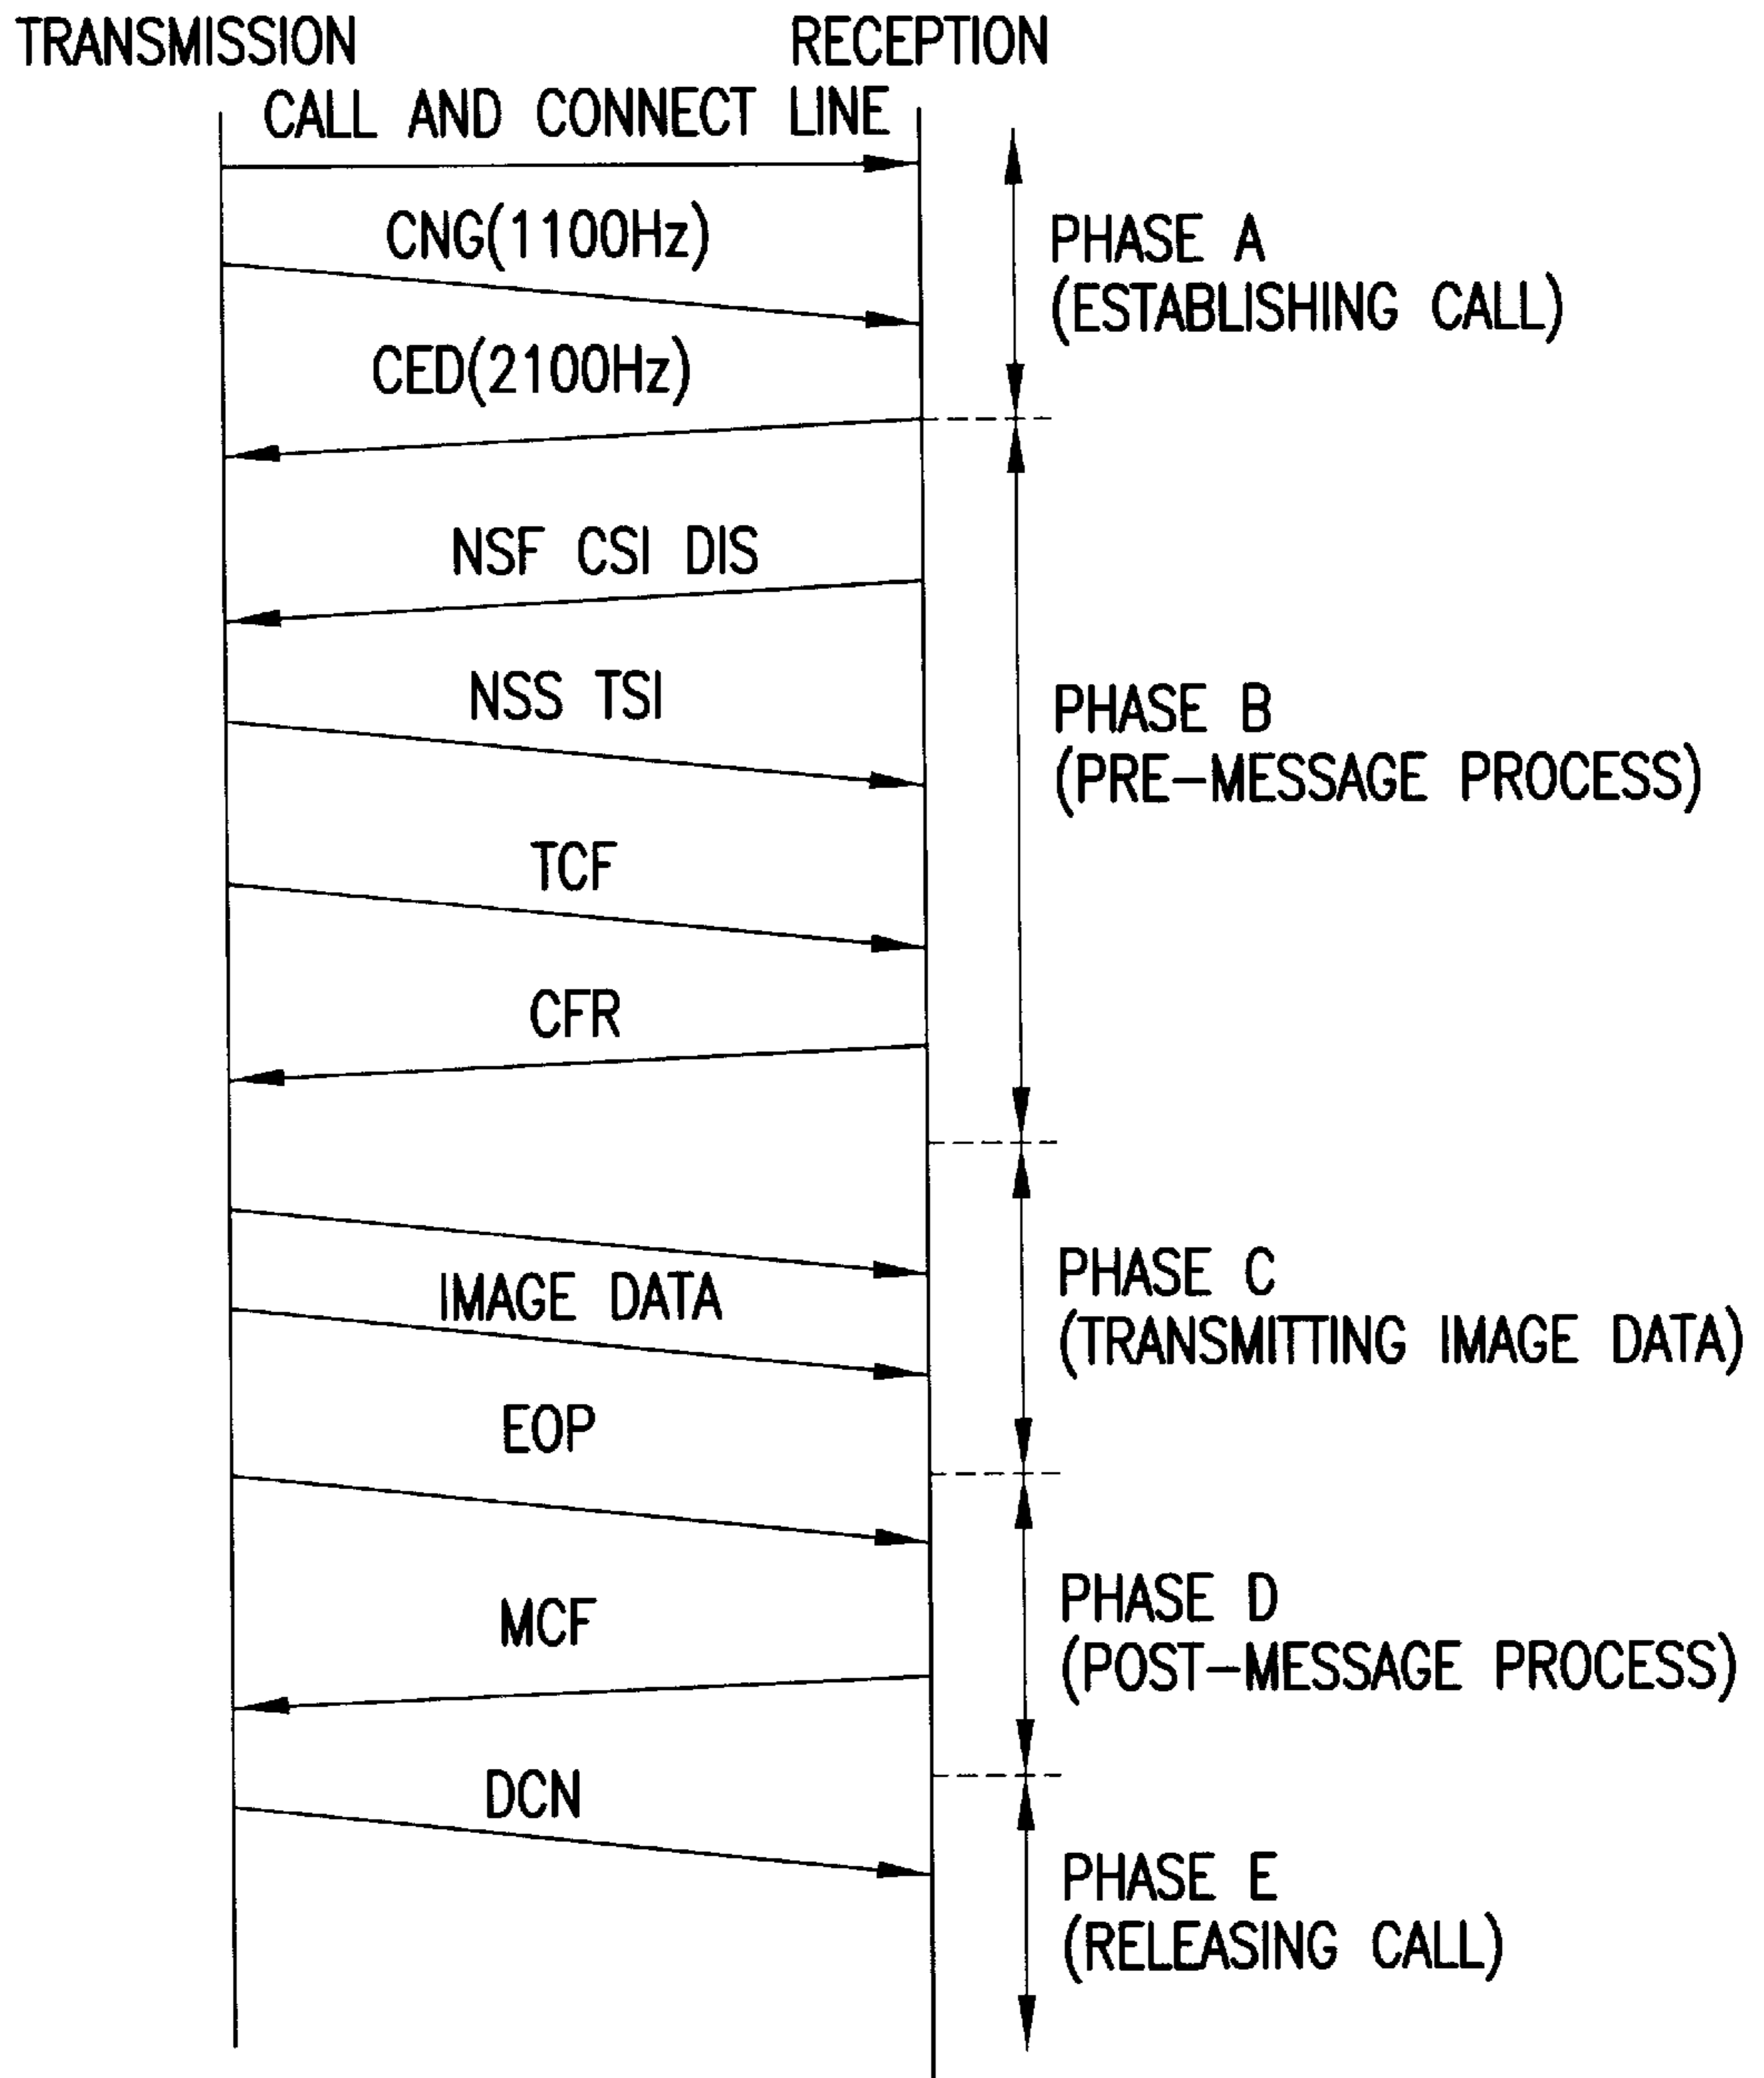 TRANSMISSION RECEPTION
CALL AND CONNECT LINE
CNG(1100Hz)
PHASE A
(ESTABLISHING CALL)
CED(2100Hz)
NSF CSI DIS
NSS TSI
PHASE B
(PRE-MESSAGE PROCESS)
TCF
CFR
PHASE C
(TRANSMITTING IMAGE DATA)
IMAGE DATA
EOP
PHASE D
(POST-MESSAGE PROCESS)
MCF
DCN
PHASE E
(RELEASING CALL)